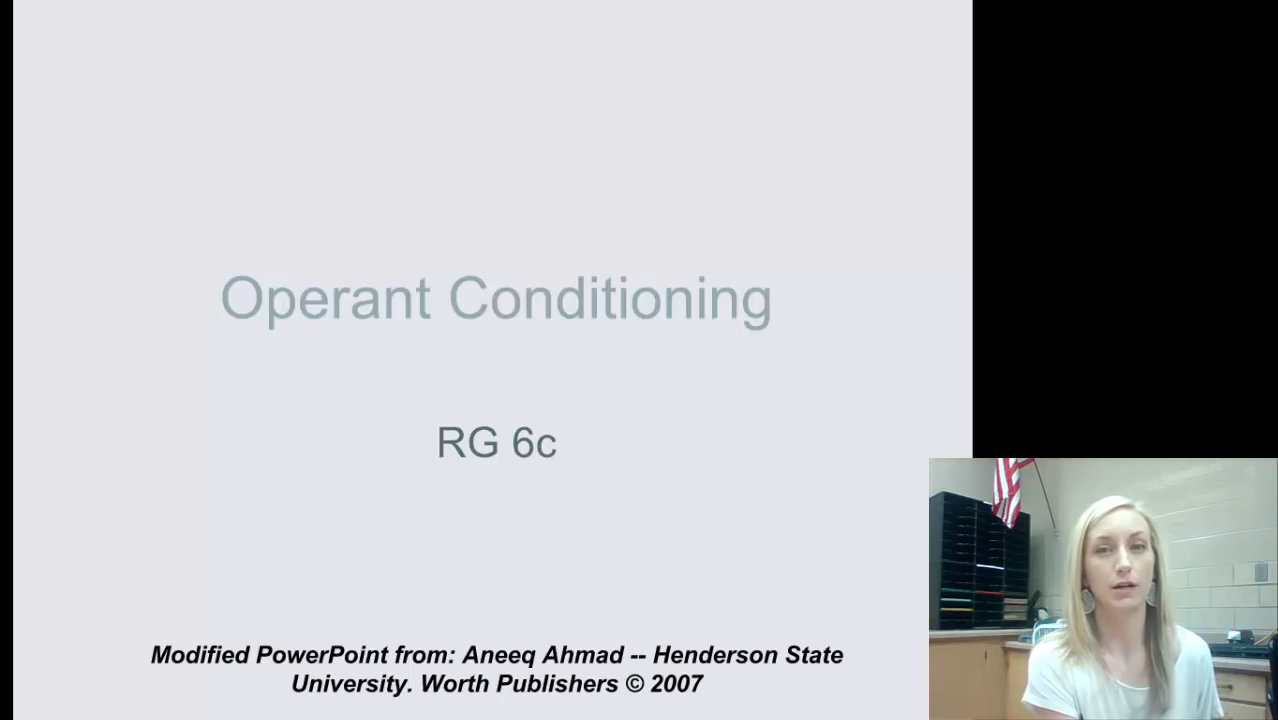 Operant Conditioning
RG 6c
Modified PowerPoint from: Aneeq Ahmad -- Henderson State
University. Worth Publishers © 2007